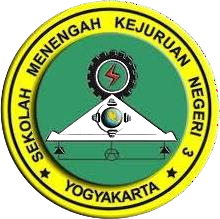 SEKOLAH MENENGAH KEJURUAN NEGERI 3
YOGYAKARTA